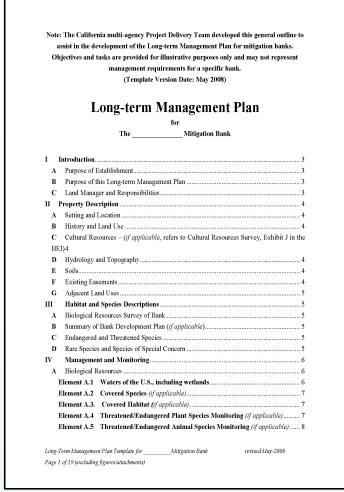 Note: The California multi-agency Project Delivery Team developed this general outline to
assist in the development of the Long-term Management Plan for mitigation banks.
Objectives and tasks are provided for illustrative purposes only and may not represent
management requirements for a specific bank.
(Template Version Date: May 2008)
Long-term Management Plan
for
The ______________ Mitigation Bank
I Introduction.......... 3
A Purpose of Establishment.......... 3
B Purpose of this Long-term Management Plan.......... 3
C Land Manager and Responsibilities.......... 3
II Property Description.......... 4
A Setting and Location.......... 4
B History and Land Use.......... 4
C Cultural Resources – (if applicable, refers to Cultural Resources Survey, Exhibit J in the
BEI)4
D Hydrology and Topography.......... 4
E Soils.......... 4
F Existing Easements.......... 4
G Adjacent Land Uses.......... 5
III Habitat and Species Descriptions.......... 5
A Biological Resources Survey of Bank.......... 5
B Summary of Bank Development Plan (if applicable).......... 5
C Endangered and Threatened Species.......... 5
D Rare Species and Species of Special Concern.......... 5
IV Management and Monitoring.......... 6
A Biological Resources.......... 6
Element A.1 Waters of the U.S., including wetlands.......... 6
Element A.2 Covered Species (if applicable).......... 7
Element A.3. Covered Habitat (if applicable).......... 7
Element A.4 Threatened/Endangered Plant Species Monitoring (if applicable).......... 7
Element A.5 Threatened/Endangered Animal Species Monitoring (if applicable)..... 8
Long-Term Management Plan Template for __________ Mitigation Bank revised May-2008
Page 1 of 19 (excluding figures/attachments)